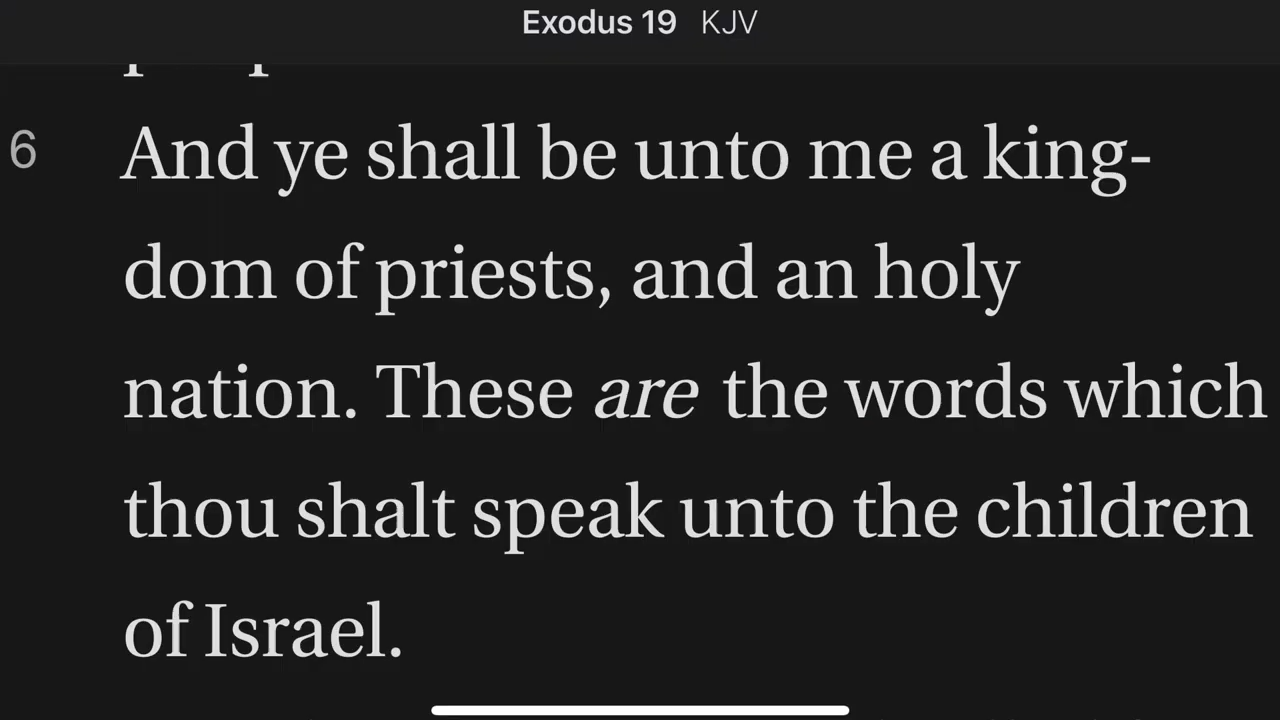 Exodus 19 KJV
6 And ye shall be unto me a king-
dom of priests, and an holy
nation. These are the words which
thou shalt speak unto the children
of Israel.